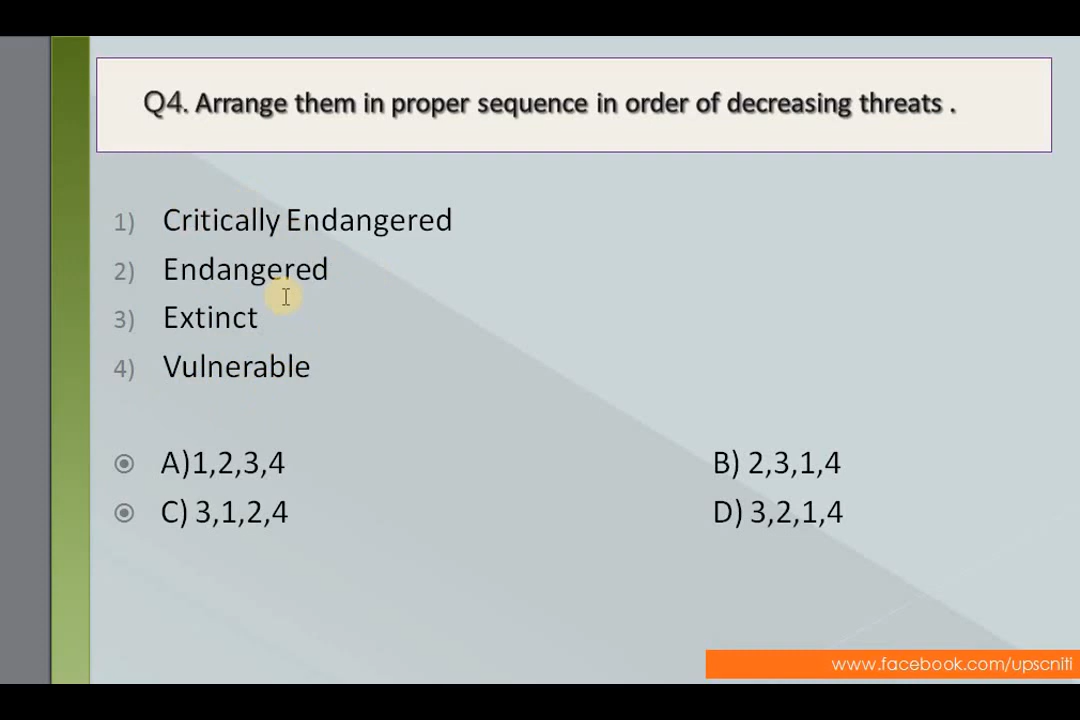 Q4. Arrange them in proper sequence in order of decreasing threats .
1) Critically Endangered
2) Endangered
3) Extinct
4) Vulnerable
A)1,2,3,4 B) 2,3,1,4
C) 3,1,2,4 D) 3,2,1,4
www.facebook.com/upscniti